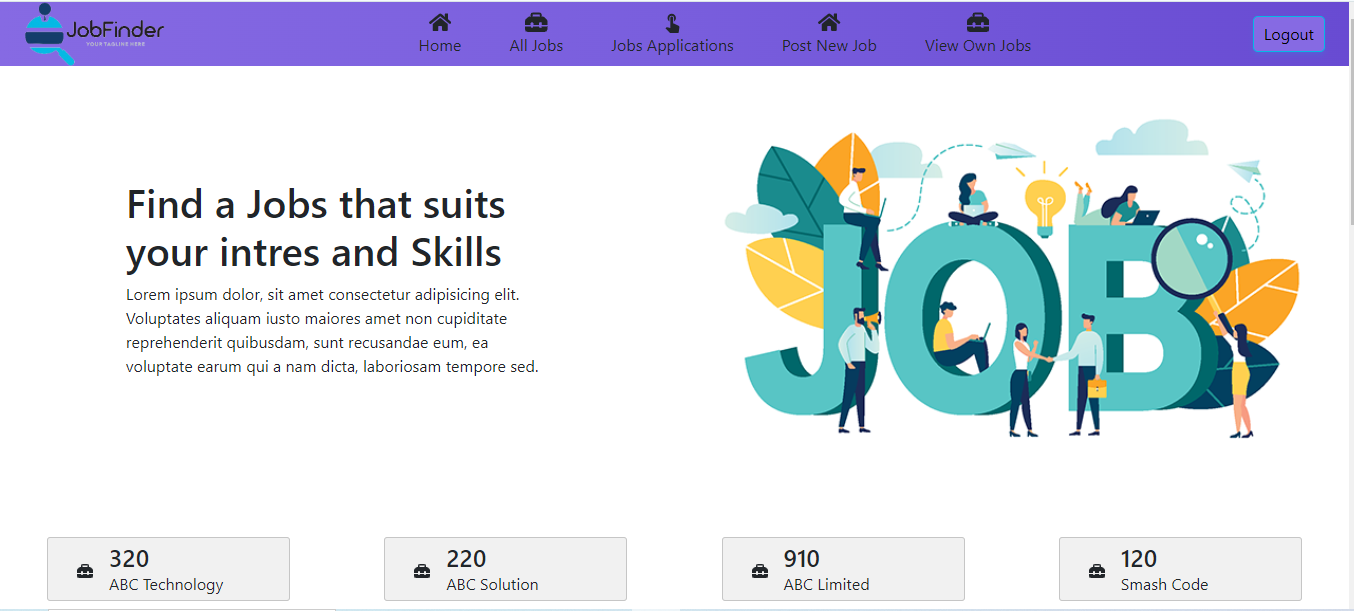 JobFinder
YOUR TAGLINE HERE
Home
All Jobs
Jobs Applications
Post New Job
View Own Jobs
Logout
Find a Jobs that suits
your intres and Skills
Lorem ipsum dolor, sit amet consectetur adipisicing elit.
Voluptates aliquam iusto maiores amet non cupiditate
reprehenderit quibusdam, sunt recusandae eum, ea
voluptate earum qui a nam dicta, laboriosam tempore sed.
JOB
320
ABC Technology
220
ABC Solution
910
ABC Limited
120
Smash Code